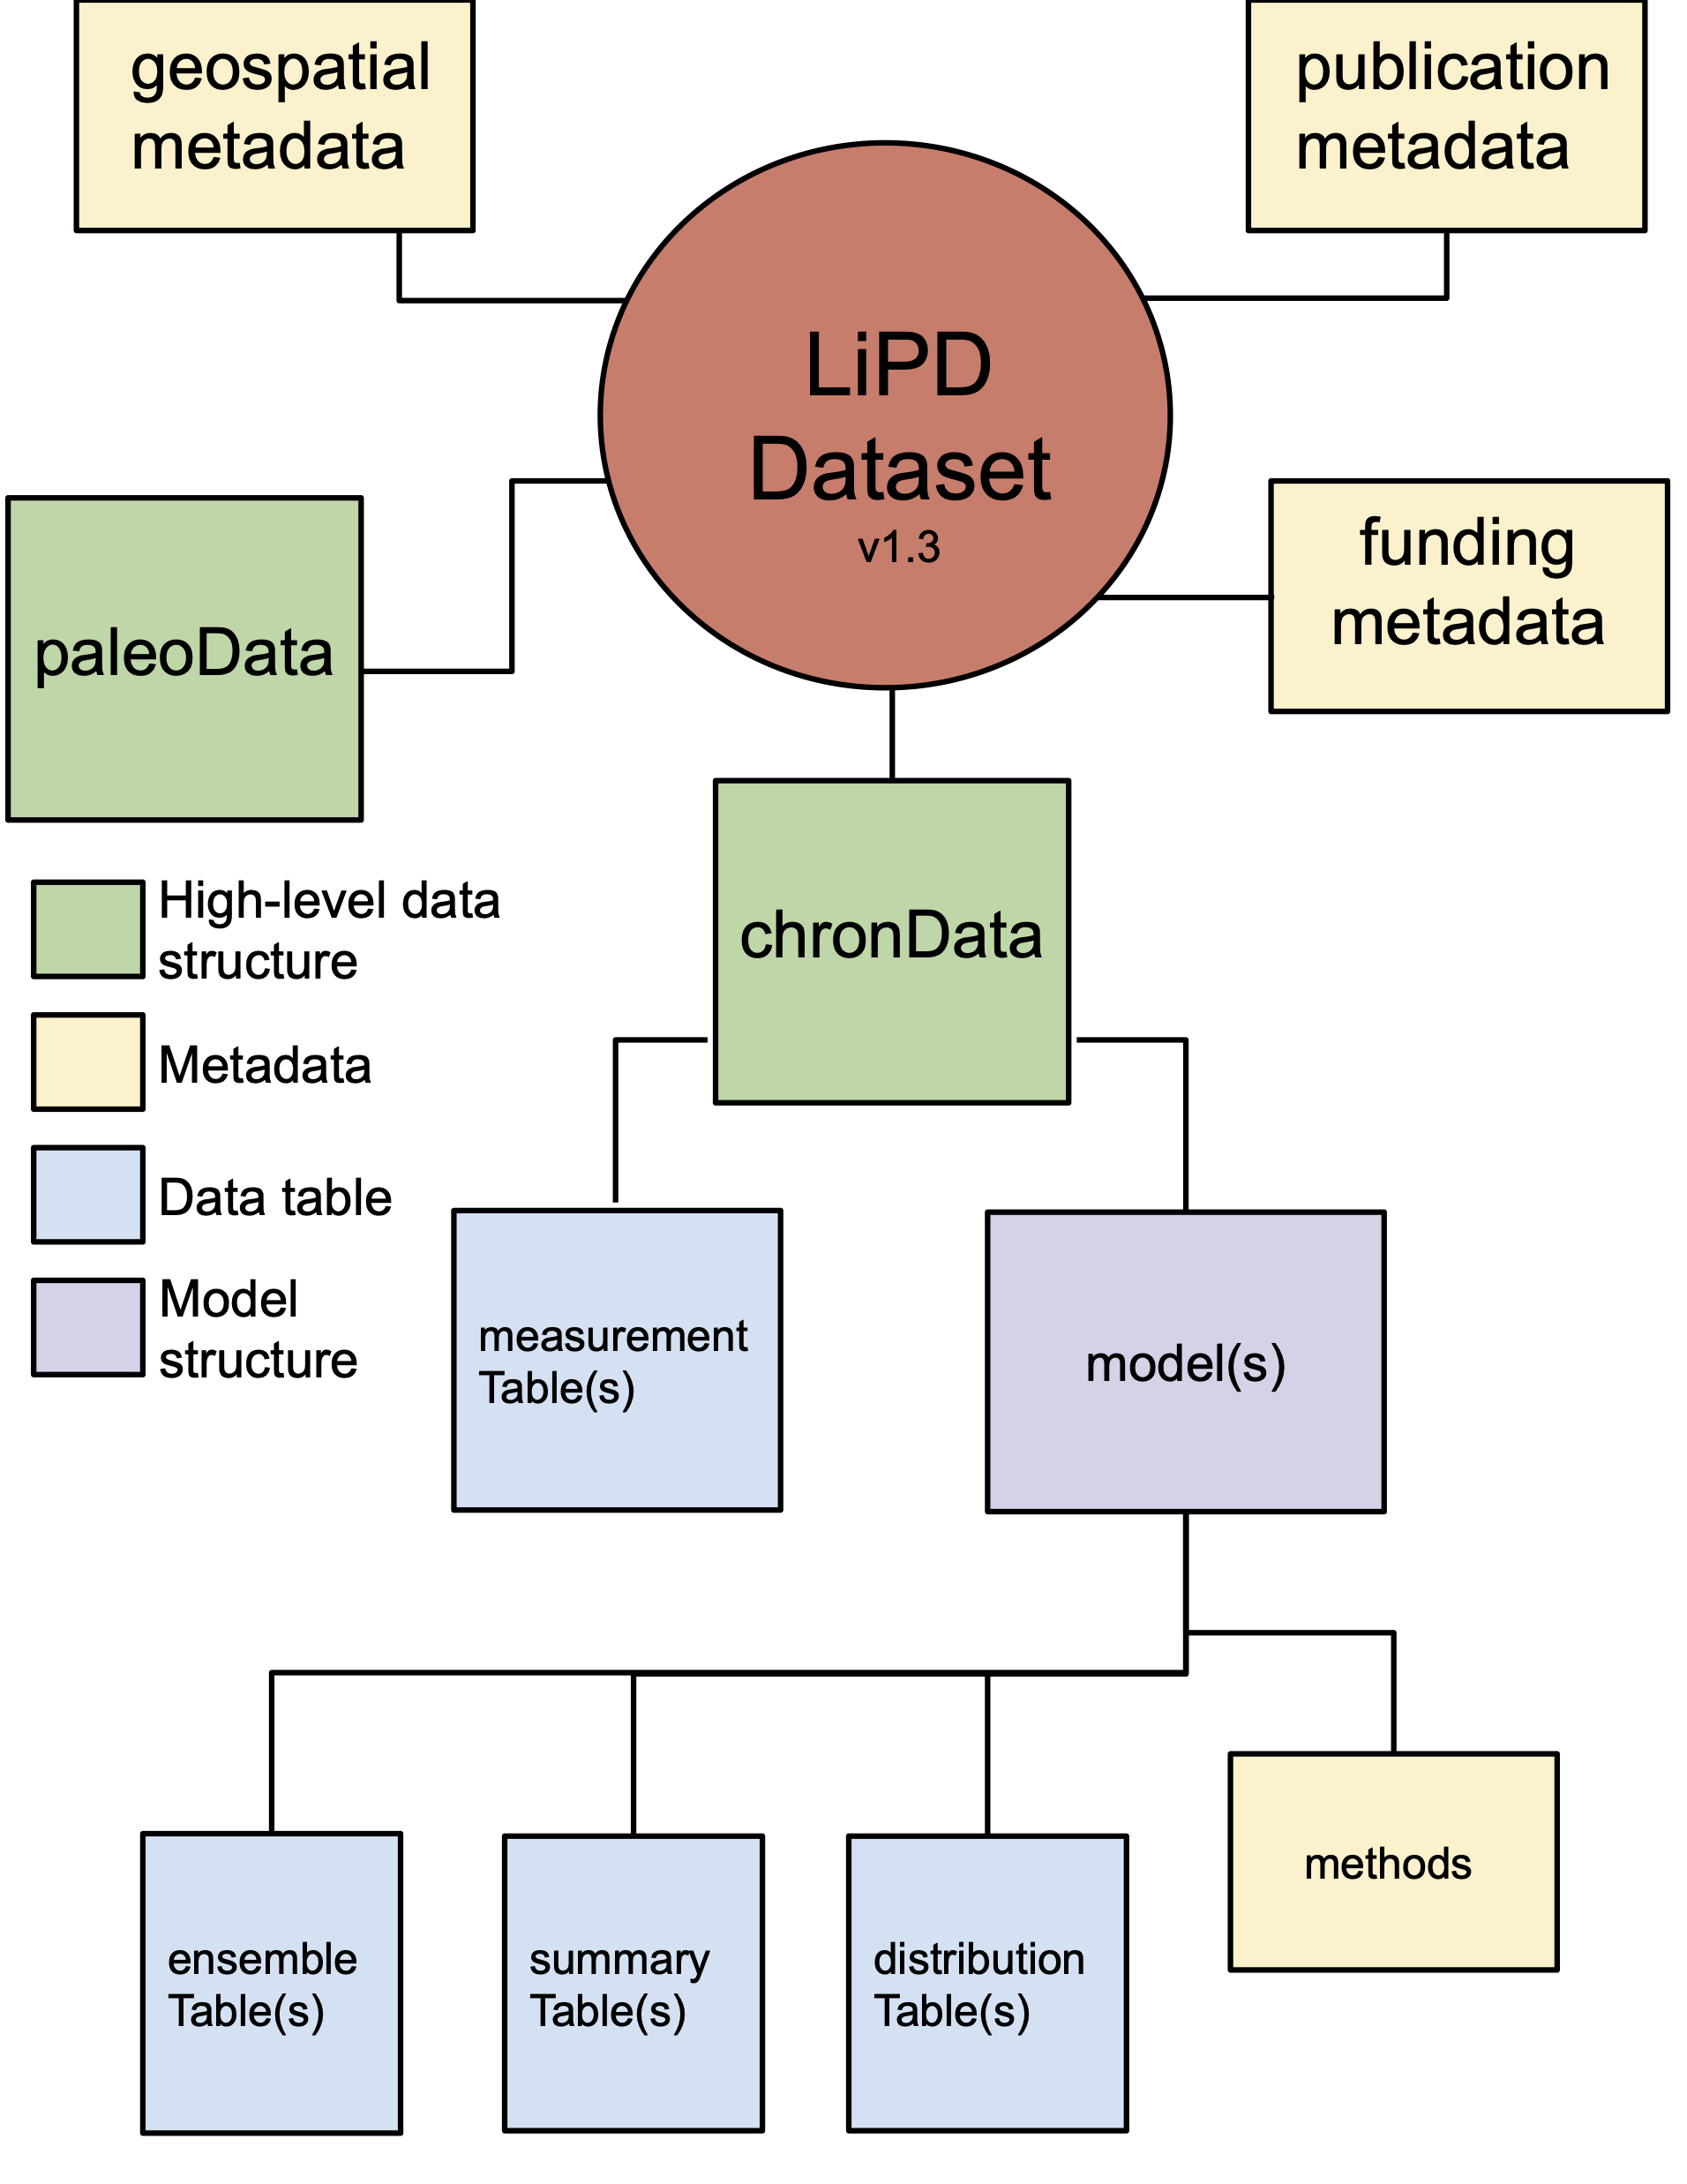 geospatial
metadata
publication
metadata
LiPD
Dataset
v1.3
funding
metadata
paleoData
chronData
High-level data
structure
Metadata
Data table
Model
structure
measurement
Table(s)
model(s)
methods
ensemble
Table(s)
summary
Table(s)
distribution
Table(s)